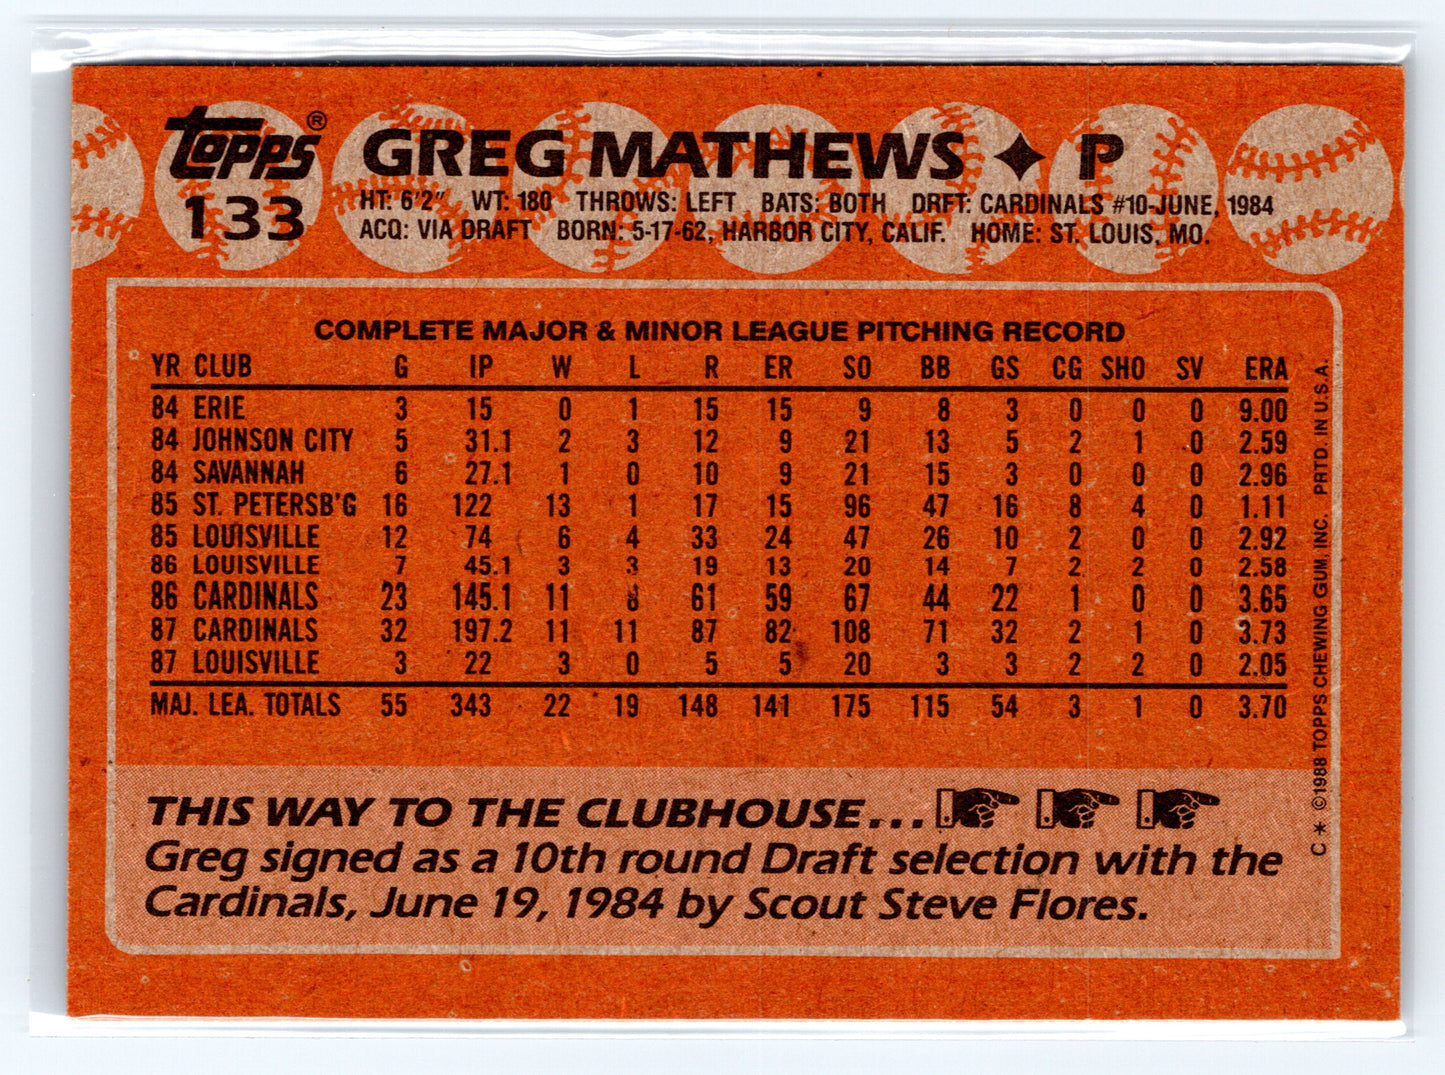 topps® GREG MATHEWS ✦ P
133
HT: 6'2" WT: 180 THROWS: LEFT BATS: BOTH DRFT: CARDINALS #10-JUNE, 1984
ACQ: VIA DRAFT BORN: 5-17-62, HARBOR CITY, CALIF. HOME: ST. LOUIS, MO.
COMPLETE MAJOR & MINOR LEAGUE PITCHING RECORD
YR CLUB G IP W L R ER SO BB GS CG SHO SV ERA
84 ERIE 3 15 0 1 15 15 9 8 3 0 0 0 9.00
84 JOHNSON CITY 5 31.1 2 3 12 9 21 13 5 2 1 0 2.59
84 SAVANNAH 6 27.1 1 0 10 9 21 15 3 0 0 0 2.96
85 ST. PETERSB'G 16 122 13 1 17 15 96 47 16 8 4 0 1.11
85 LOUISVILLE 12 74 6 4 33 24 47 26 10 2 0 0 2.92
86 LOUISVILLE 7 45.1 3 3 19 13 20 14 7 2 2 0 2.58
86 CARDINALS 23 145.1 11 8 61 59 67 44 22 1 0 0 3.65
87 CARDINALS 32 197.2 11 11 87 82 108 71 32 2 1 0 3.73
87 LOUISVILLE 3 22 3 0 5 5 20 3 3 2 2 0 2.05
MAJ. LEA. TOTALS 55 343 22 19 148 141 175 115 54 3 1 0 3.70
THIS WAY TO THE CLUBHOUSE...
Greg signed as a 10th round Draft selection with the
Cardinals, June 19, 1984 by Scout Steve Flores.
C * ©1988 TOPPS CHEWING GUM, INC. PRTD. IN U.S.A.